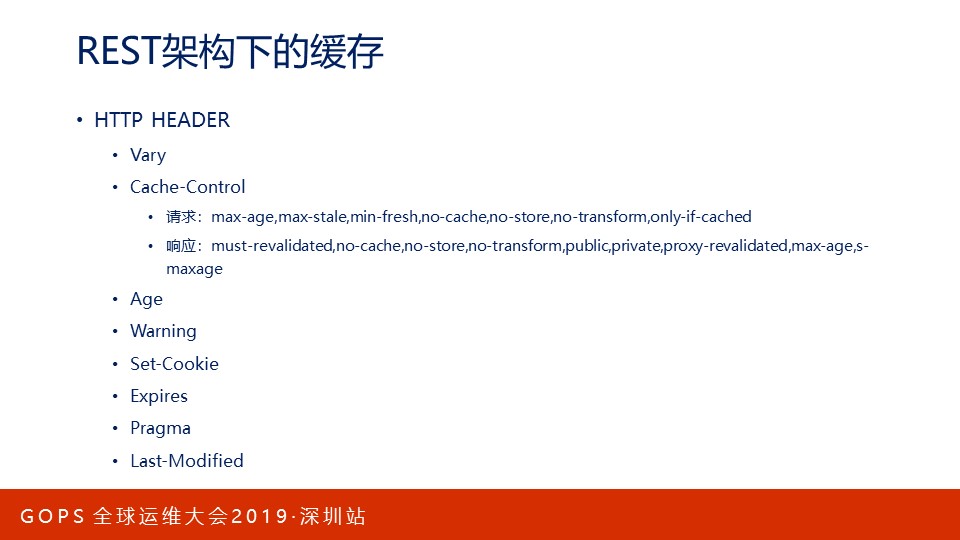 REST架构下的缓存
• HTTP HEADER
• Vary
• Cache-Control
• 请求：max-age,max-stale,min-fresh,no-cache,no-store,no-transform,only-if-cached
• 响应：must-revalidated,no-cache,no-store,no-transform,public,private,proxy-revalidated,max-age,s-
maxage
• Age
• Warning
• Set-Cookie
• Expires
• Pragma
• Last-Modified
GOPS 全球运维大会2019·深圳站